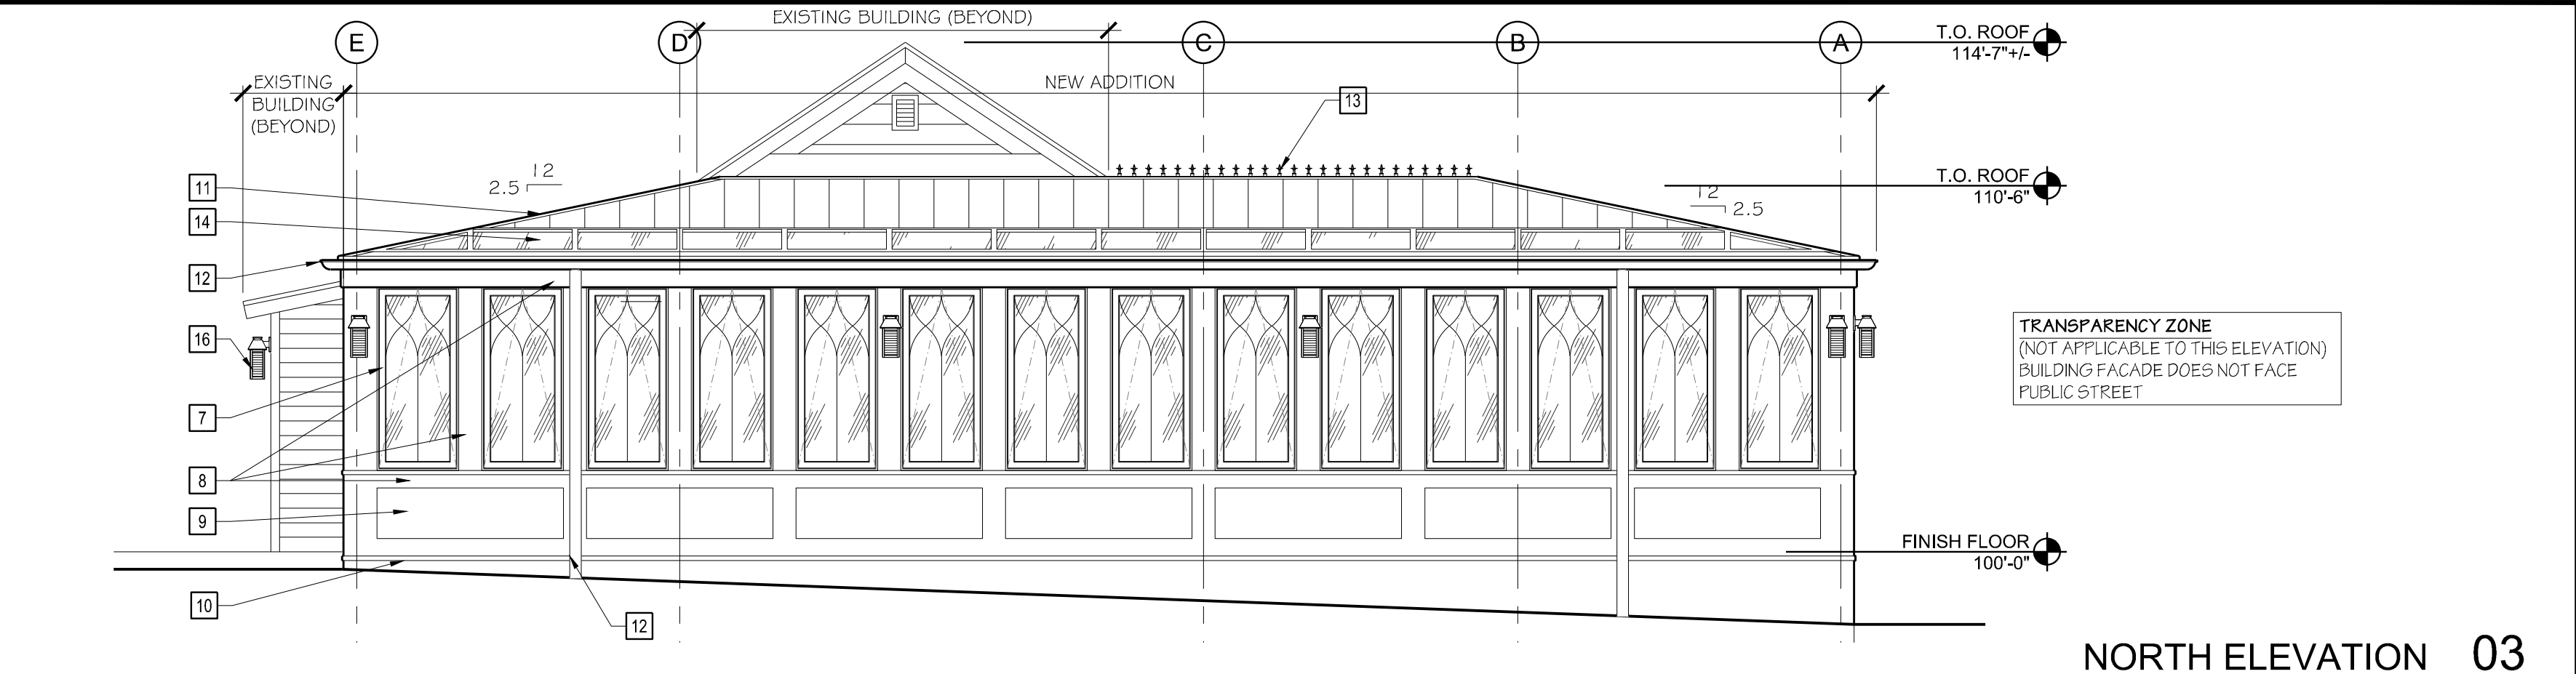 EXISTING BUILDING (BEYOND)
E
D
C
B
A
T.O. ROOF
114'-7"+/-
EXISTING
BUILDING
(BEYOND)
NEW ADDITION
13
12
2.5
11
14
12
16
7
8
9
10
12
12
2.5
T.O. ROOF
110'-6"
TRANSPARENCY ZONE
(NOT APPLICABLE TO THIS ELEVATION)
BUILDING FACADE DOES NOT FACE
PUBLIC STREET
FINISH FLOOR
100'-0"
NORTH ELEVATION 03